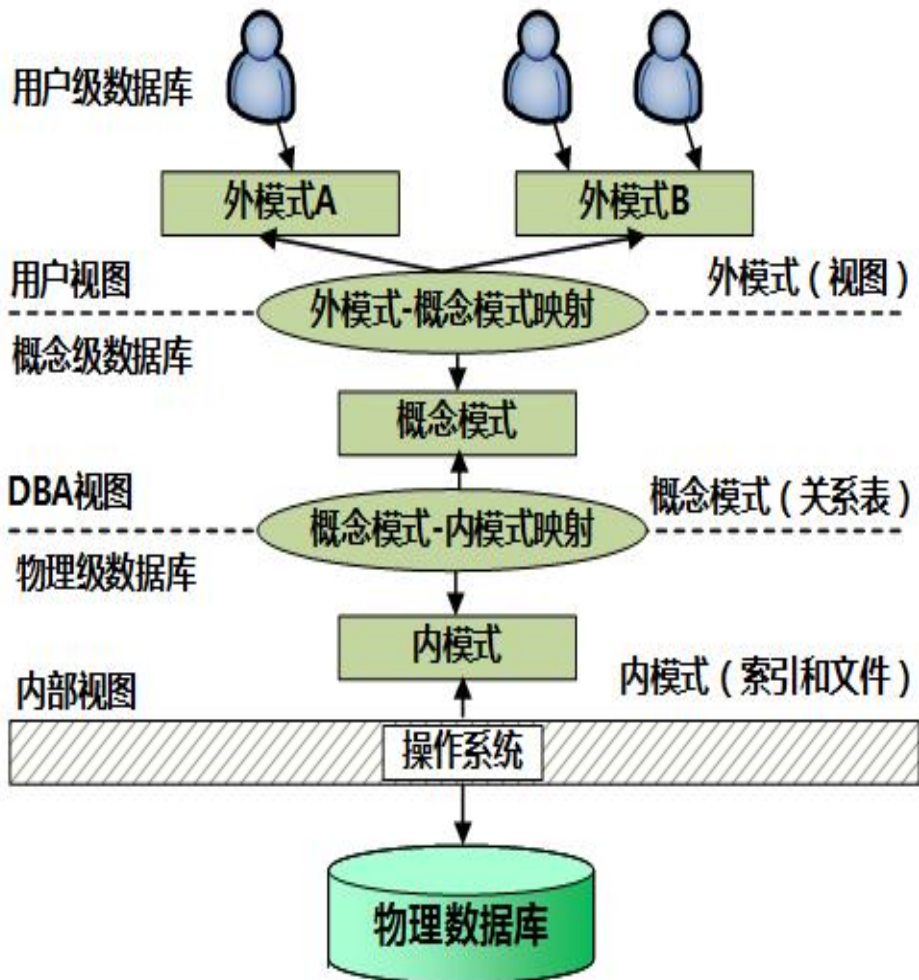 用户级数据库
外模式A
外模式B
用户视图
外模式（视图）
外模式-概念模式映射
概念级数据库
概念模式
DBA视图
概念模式（关系表）
概念模式-内模式映射
物理级数据库
内模式
内部视图
内模式（索引和文件）
操作系统
物理数据库